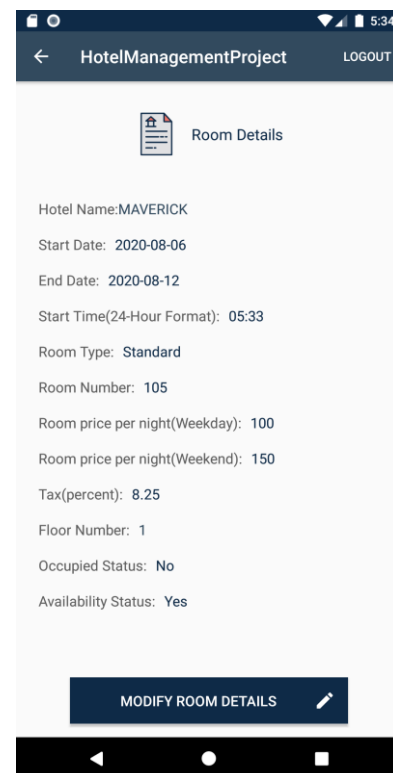 5:34
HotelManagementProject LOGOUT
Room Details
Hotel Name:MAVERICK
Start Date: 2020-08-06
End Date: 2020-08-12
Start Time(24-Hour Format): 05:33
Room Type: Standard
Room Number: 105
Room price per night(Weekday): 100
Room price per night(Weekend): 150
Tax(percent): 8.25
Floor Number: 1
Occupied Status: No
Availability Status: Yes
MODIFY ROOM DETAILS